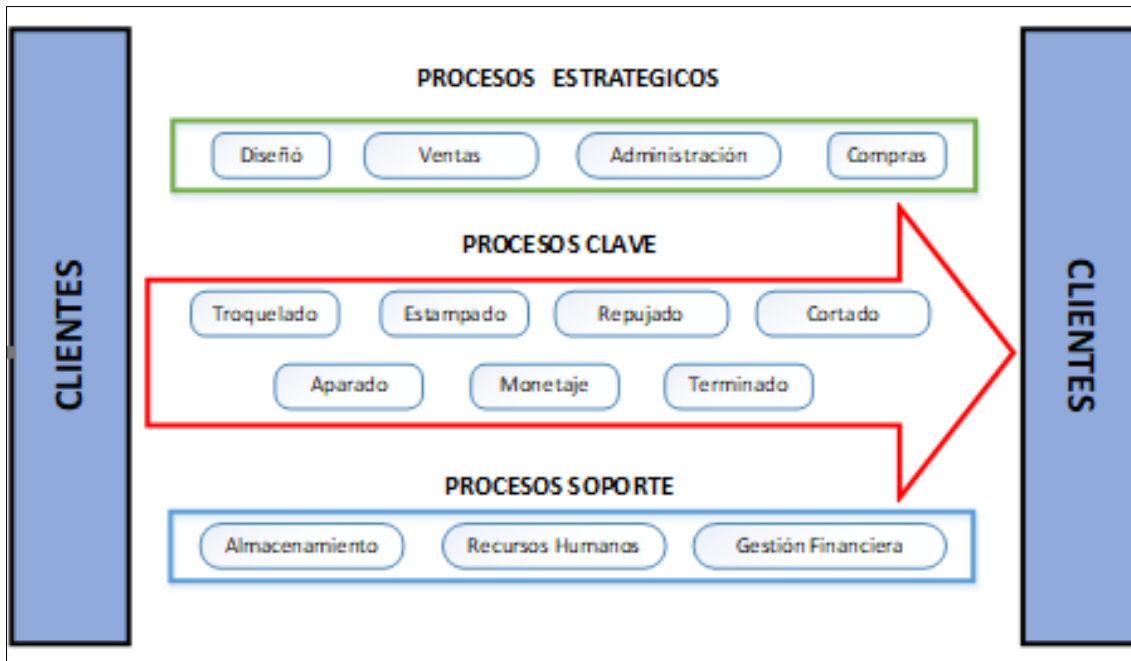 CLIENTES
PROCESOS ESTRATEGICOS
Diseñó Ventas Administración Compras
PROCESOS CLAVE
Troquelado Estampado Repujado Cortado
Aparado Monetaje Terminado
PROCESOS SOPORTE
Almacenamiento Recursos Humanos Gestión Financiera
CLIENTES